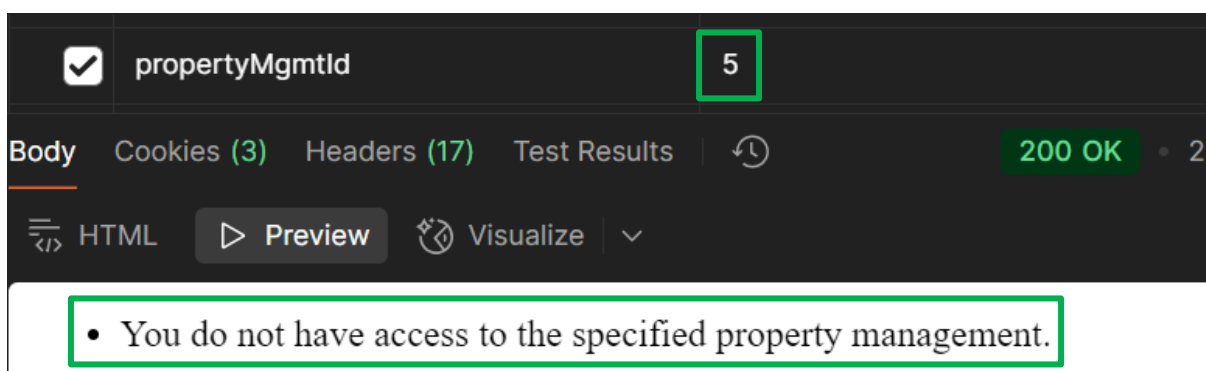 propertyMgmtId 5
Body Cookies (3) Headers (17) Test Results 200 OK • 2
HTML Preview Visualize
• You do not have access to the specified property management.